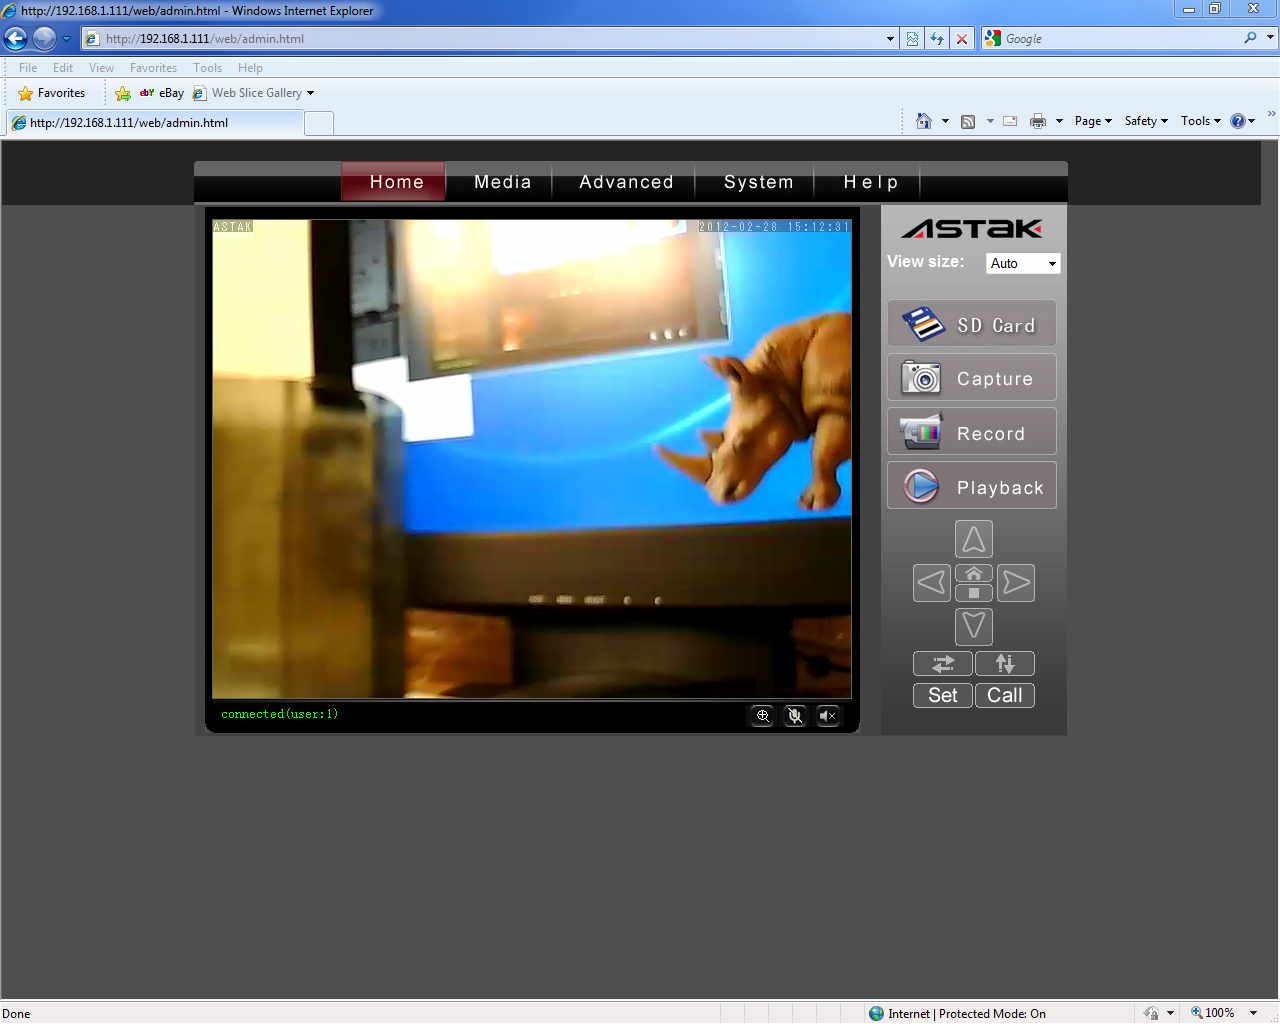 http://192.168.1.111/web/admin.html - Windows Internet Explorer
http://192.168.1.111/web/admin.html
Google
File Edit View Favorites Tools Help
Favorites
ebY eBay
Web Slice Gallery
http://192.168.1.111/web/admin.html
Page Safety Tools
Home Media Advanced System Help
ASTAK
2012-02-28 15:12:31
ASTAK
View size: Auto
SD Card
Capture
Record
Playback
Set Call
connected(user:1)
Done
Internet | Protected Mode: On
100%